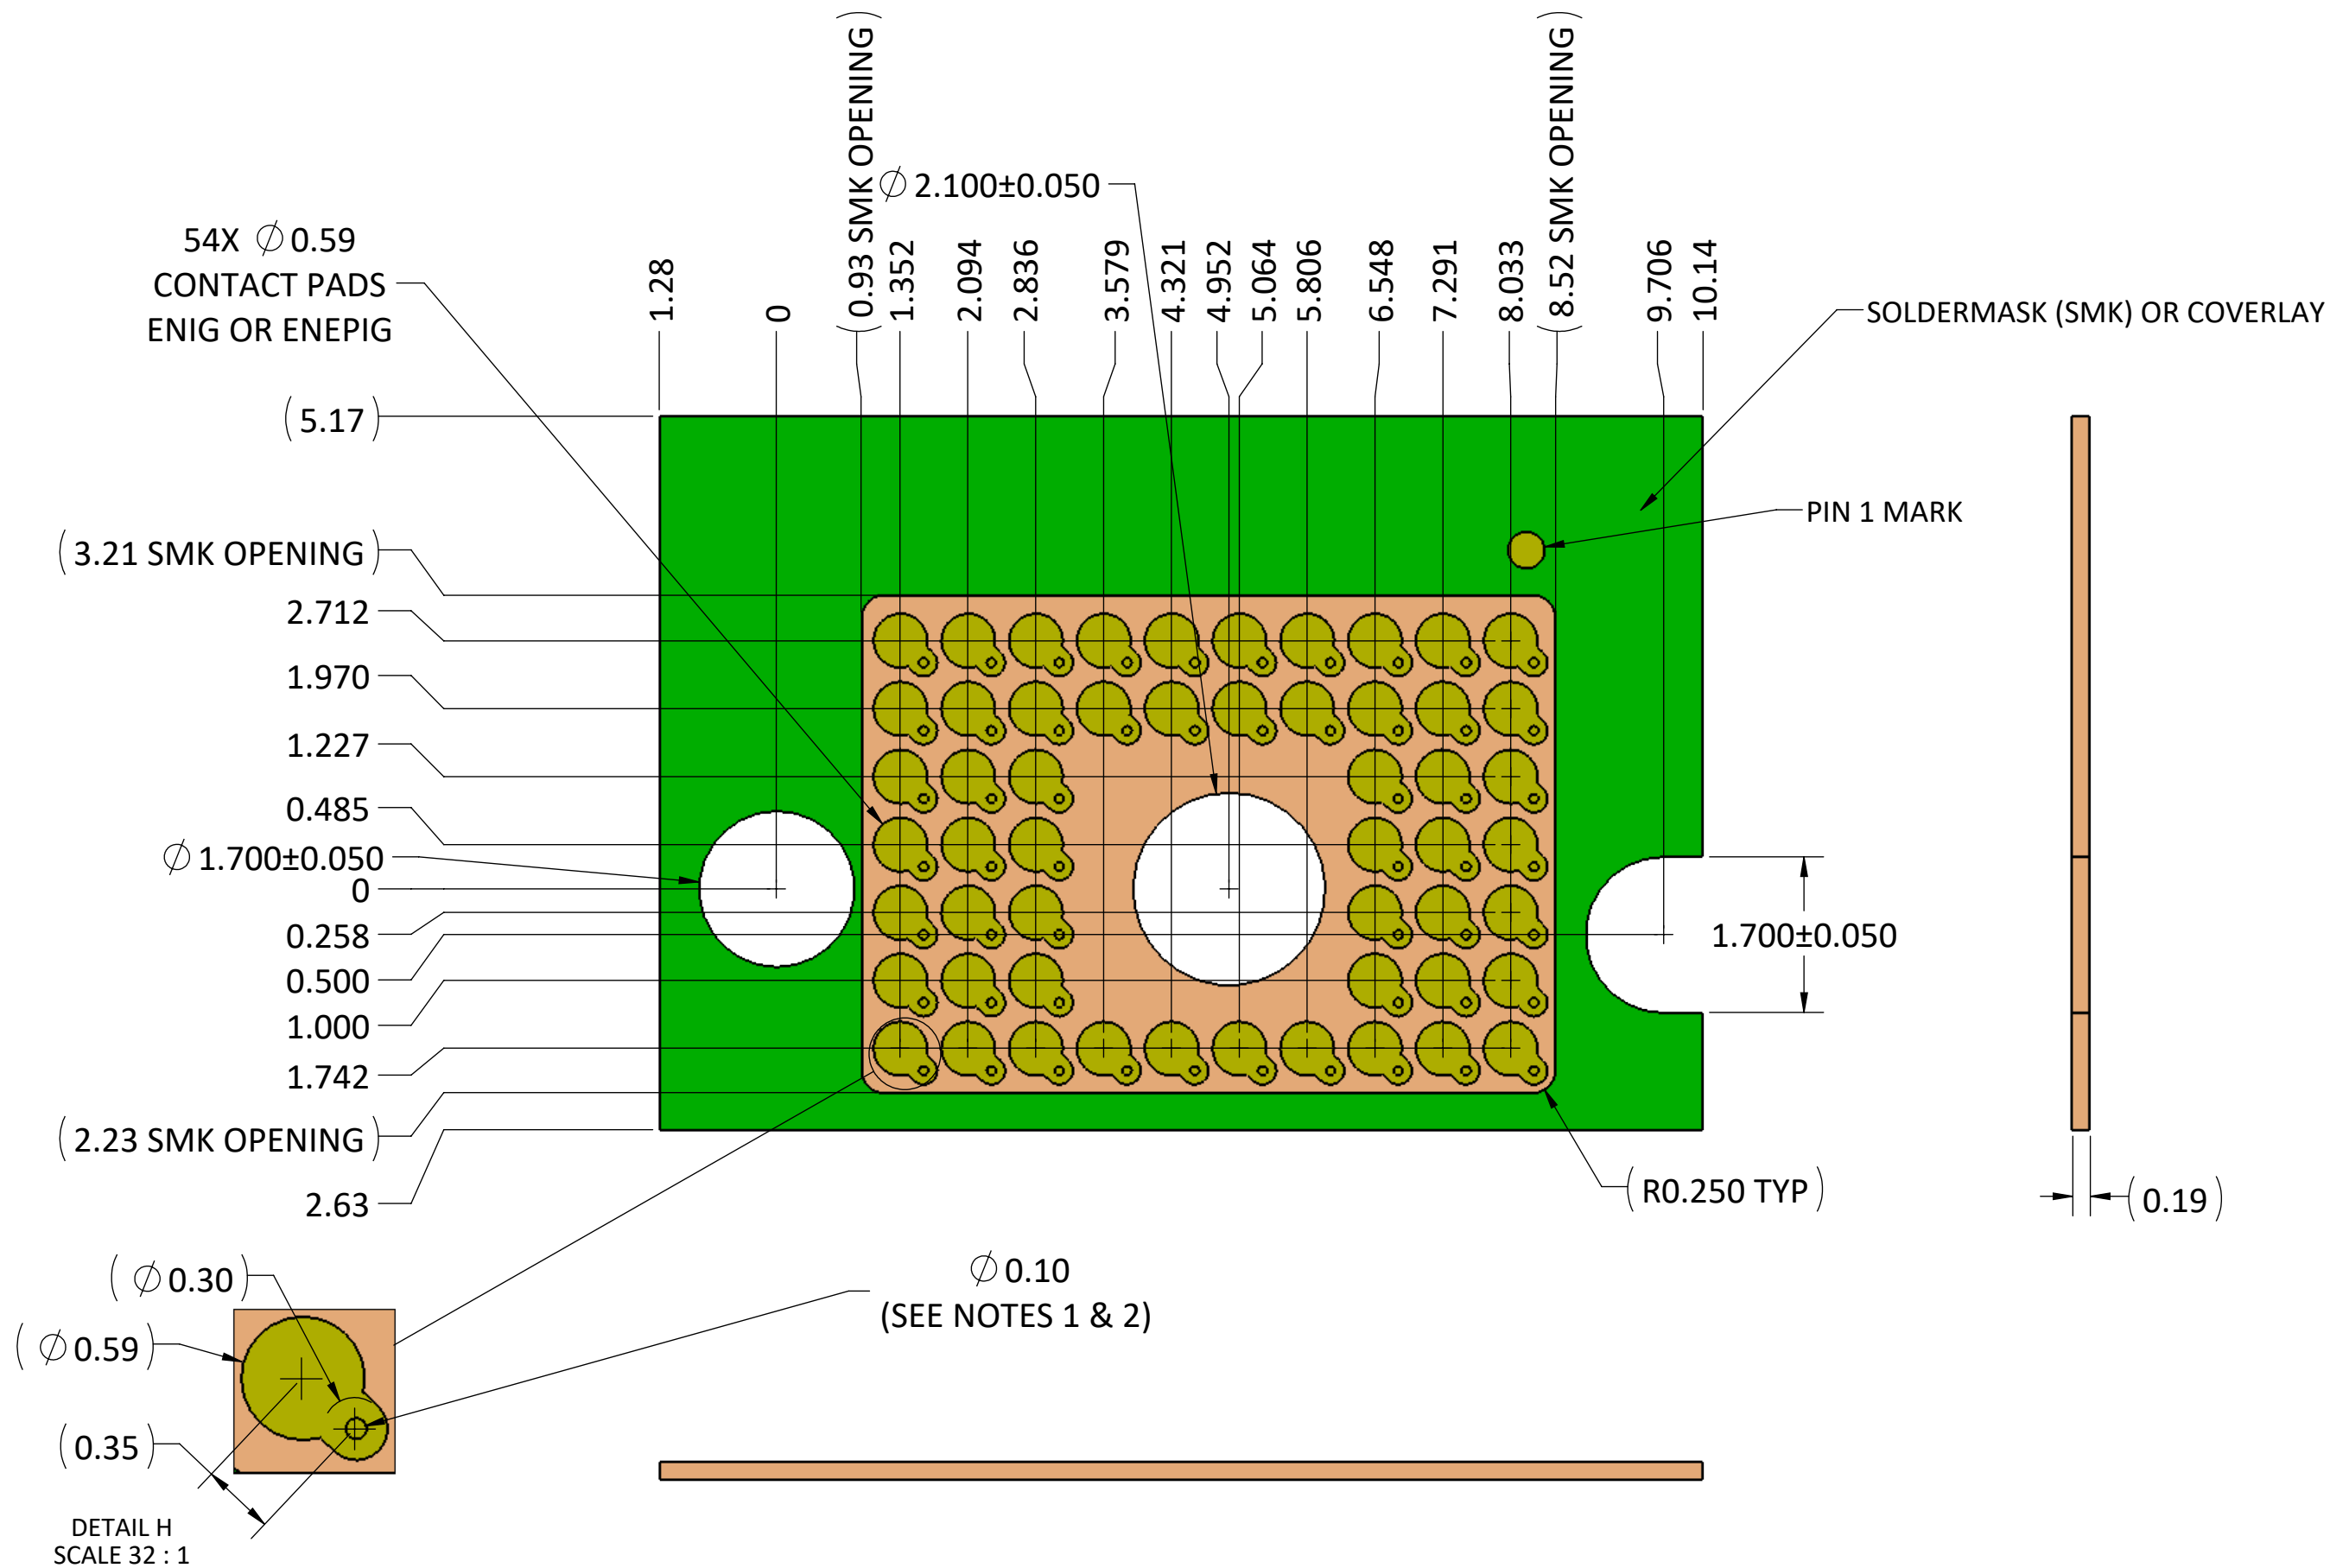 (0.93 SMK OPENING)
(8.52 SMK OPENING)
∅ 2.100±0.050
54X ∅ 0.59
CONTACT PADS
ENIG OR ENEPIG
1.28
0
1.352
2.094
2.836
3.579
4.321
4.952
5.064
5.806
6.548
7.291
8.033
9.706
10.14
SOLDERMASK (SMK) OR COVERLAY
(5.17)
PIN 1 MARK
(3.21 SMK OPENING)
2.712
1.970
1.227
0.485
∅ 1.700±0.050
0
0.258
0.500
1.000
1.742
(2.23 SMK OPENING)
2.63
1.700±0.050
(R0.250 TYP)
(0.19)
(∅ 0.30)
∅ 0.10
(SEE NOTES 1 & 2)
(∅ 0.59)
(0.35)
DETAIL H
SCALE 32 : 1